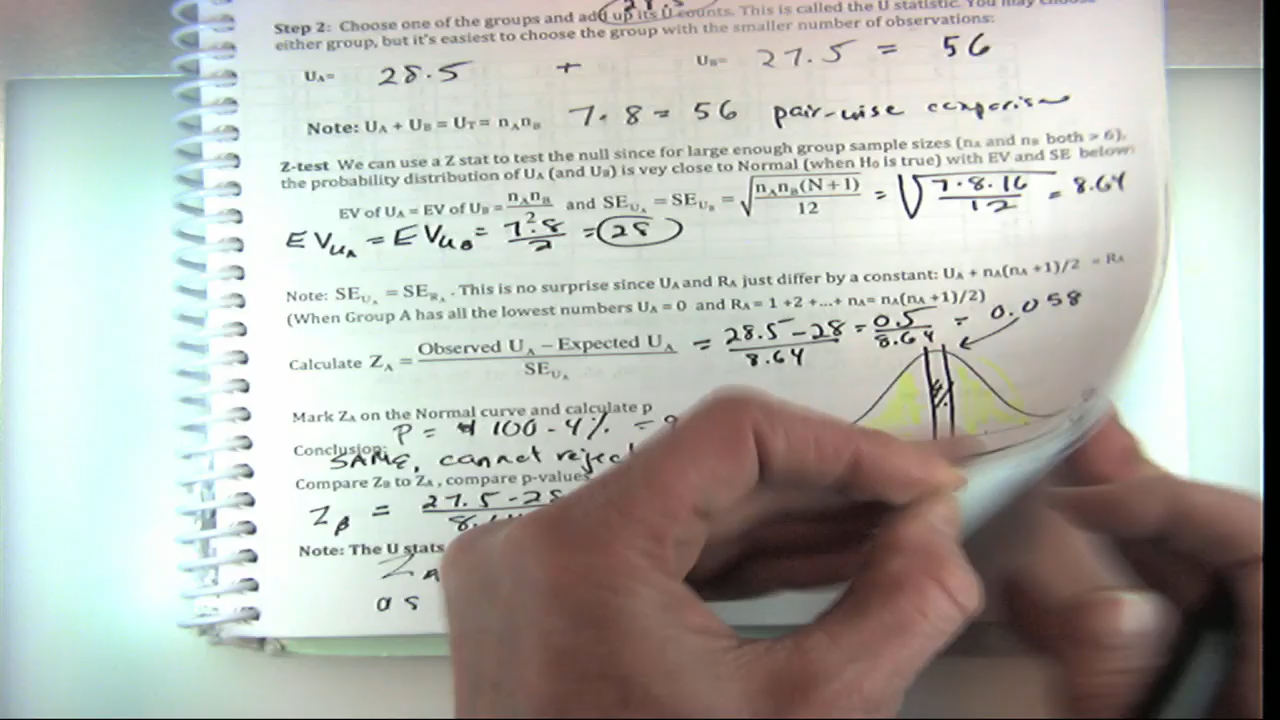 Step 2: Choose one of the groups and add up its U counts. This is called the U statistic. You may choose
either group, but it's easiest to choose the group with the smaller number of observations:
UA= 28.5 + UB= 27.5 = 56
Note: UA + UB = UT = nAnB 7·8 = 56 pair-wise comparison
Z-test We can use a Z stat to test the null since for large enough group sample sizes (nA and nB both > 6),
the probability distribution of UA (and UB) is vey close to Normal (when H0 is true) with EV and SE below:
EV of UA = EV of UB = nAnB/2 and SEUA = SEUB = √(nAnB(N+1)/12) = √(7·8·16/12) = 8.64
EVUA = EVUB = 7·8/2 = 28
Note: SEUA = SERA. This is no surprise since UA and RA just differ by a constant: UA + nA(nA +1)/2 = RA
(When Group A has all the lowest numbers UA = 0 and RA = 1 +2 +...+ nA= nA(nA +1)/2)
Calculate ZA = (Observed UA – Expected UA)/SEUA = (28.5 – 28)/8.64 = 0.5/8.64 = 0.058
Mark ZA on the Normal curve and calculate p
P = 100 - 4% = 9
Conclusion:
SAME, cannot reject
Compare ZB to ZA, compare p-values
ZB = 27.5 - 28
Note: The U stats
ZA
as